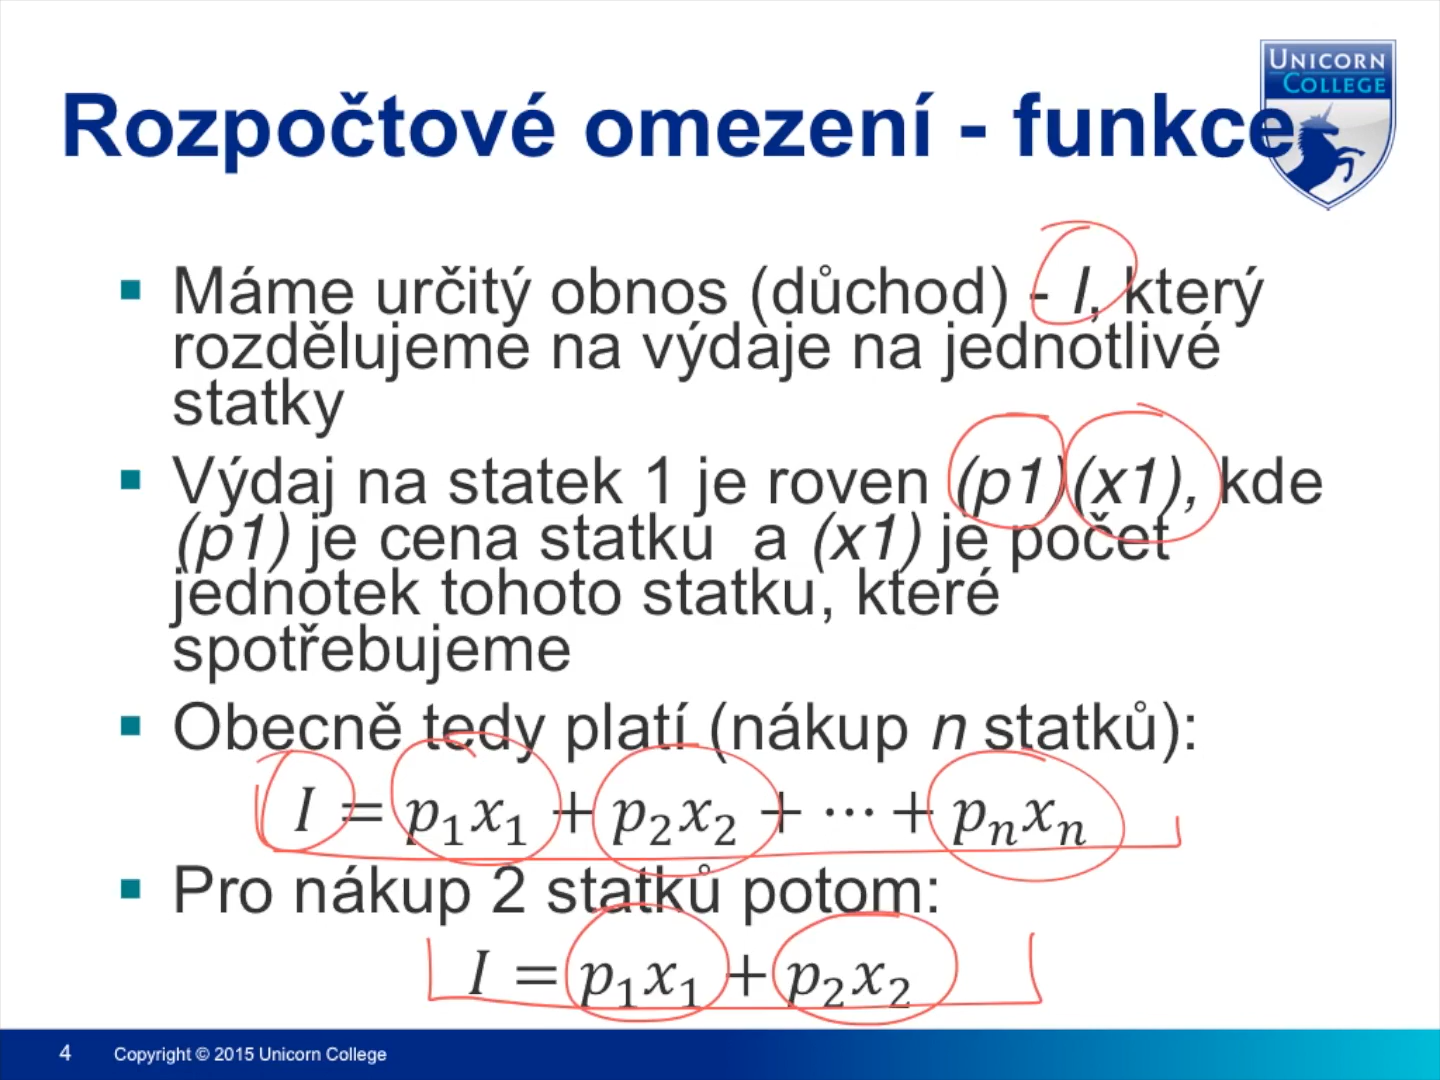 UNICORN
COLLEGE
Rozpočtové omezení - funkce
▪ Máme určitý obnos (důchod) - I, který
rozdělujeme na výdaje na jednotlivé
statky
▪ Výdaj na statek 1 je roven (p1)(x1), kde
(p1) je cena statku a (x1) je počet
jednotek tohoto statku, které
spotřebujeme
▪ Obecně tedy platí (nákup n statků):
I = p₁x₁ + p₂x₂ + ⋯ + pₙxₙ
▪ Pro nákup 2 statků potom:
I = p₁x₁ + p₂x₂
4 Copyright © 2015 Unicorn College